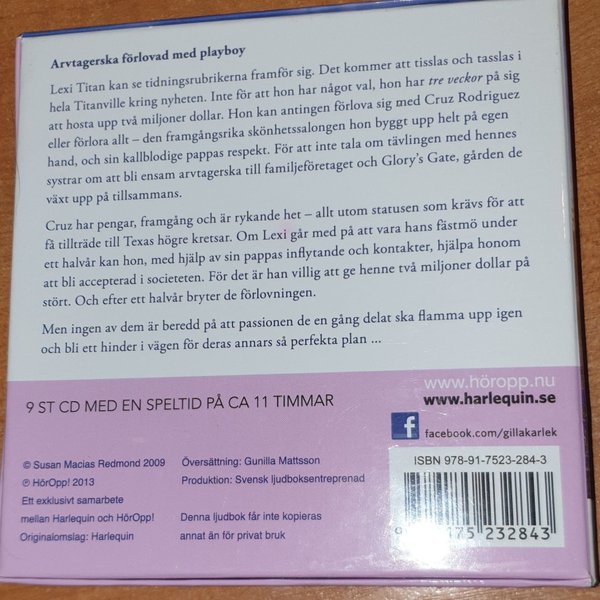 Arvtagerska förlovad med playboy
Lexi Titan kan se tidningsrubrikerna framför sig. Det kommer att tisslas och tasslas i
hela Titanville kring nyheten. Inte för att hon har något val, hon har tre veckor på sig
att hosta upp två miljoner dollar. Hon kan antingen förlova sig med Cruz Rodriguez
eller förlora allt – den framgångsrika skönhetssalongen hon byggt upp helt på egen
hand, och sin kallblodige pappas respekt. För att inte tala om tävlingen med hennes
systrar om att bli ensam arvtagerska till familjeföretaget och Glory's Gate, gården de
växt upp på tillsammans.
Cruz har pengar, framgång och är rykande het – allt utom statusen som krävs för att
få tillträde till Texas högre kretsar. Om Lexi går med på att vara hans fästmö under
ett halvår kan hon, med hjälp av sin pappas inflytande och kontakter, hjälpa honom
att bli accepterad i societeten. För det är han villig att ge henne två miljoner dollar på
stört. Och efter ett halvår bryter de förlovningen.
Men ingen av dem är beredd på att passionen de en gång delat ska flamma upp igen
och bli ett hinder i vägen för deras annars så perfekta plan ...
www.höropp.nu
www.harlequin.se
9 ST CD MED EN SPELTID PÅ CA 11 TIMMAR
facebook.com/gillakarlek
© Susan Macias Redmond 2009
℗ HörOpp! 2013
Ett exklusivt samarbete
mellan Harlequin och HörOpp!
Originalomslag: Harlequin
Översättning: Gunilla Mattsson
Produktion: Svensk ljudboksentreprenad
Denna ljudbok får inte kopieras
annat än för privat bruk
ISBN 978-91-7523-284-3
232843